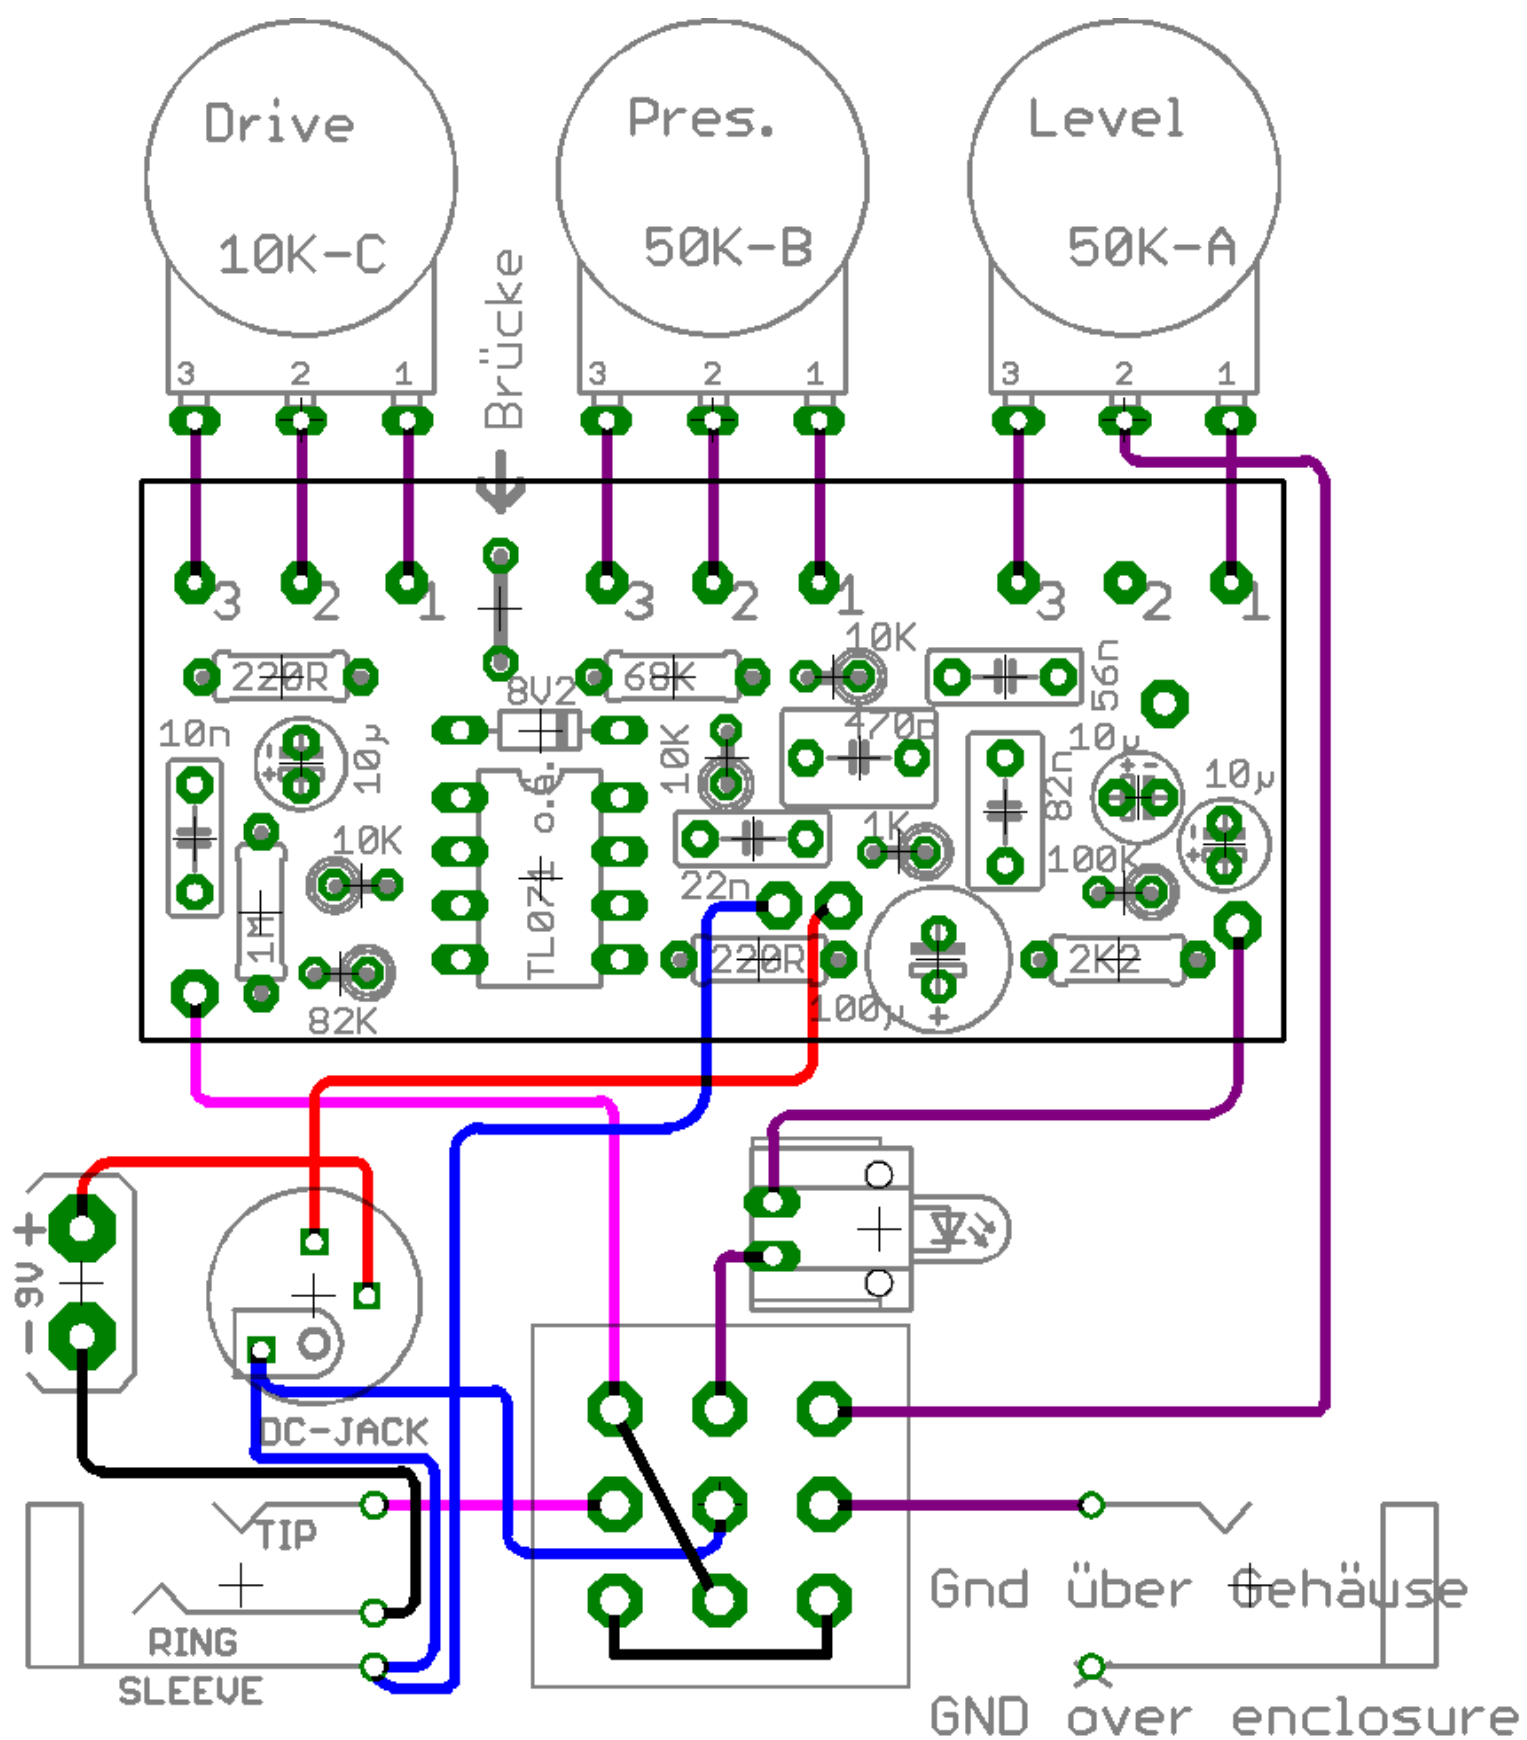 Drive
Pres.
Level
10K-C
50K-B
50K-A
Brücke
3 2 1
3 2 1
3 2 1
3 2 1
3 2 1
3 2 1
10K
56n
220R
68K
8V2
470p
10n
10µ
10K
82n
10µ
10µ
10K
TL071 o.ä.
1K
100K
22n
1M
220R
2K2
82K
100µ
+
- 9V +
DC-JACK
TIP
RING
SLEEVE
Gnd über Gehäuse
GND over enclosure